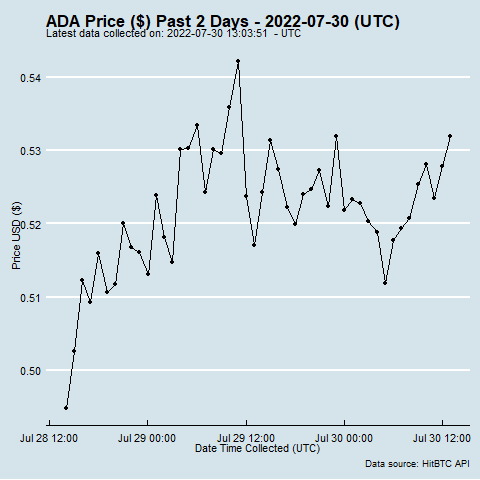 ADA Price ($) Past 2 Days - 2022-07-30 (UTC)
Latest data collected on: 2022-07-30 13:03:51  - UTC
0.54
0.53
0.52
0.51
0.50
Price USD ($)
Jul 28 12:00 Jul 29 00:00 Jul 29 12:00 Jul 30 00:00 Jul 30 12:00
Date Time Collected (UTC)
Data source: HitBTC API